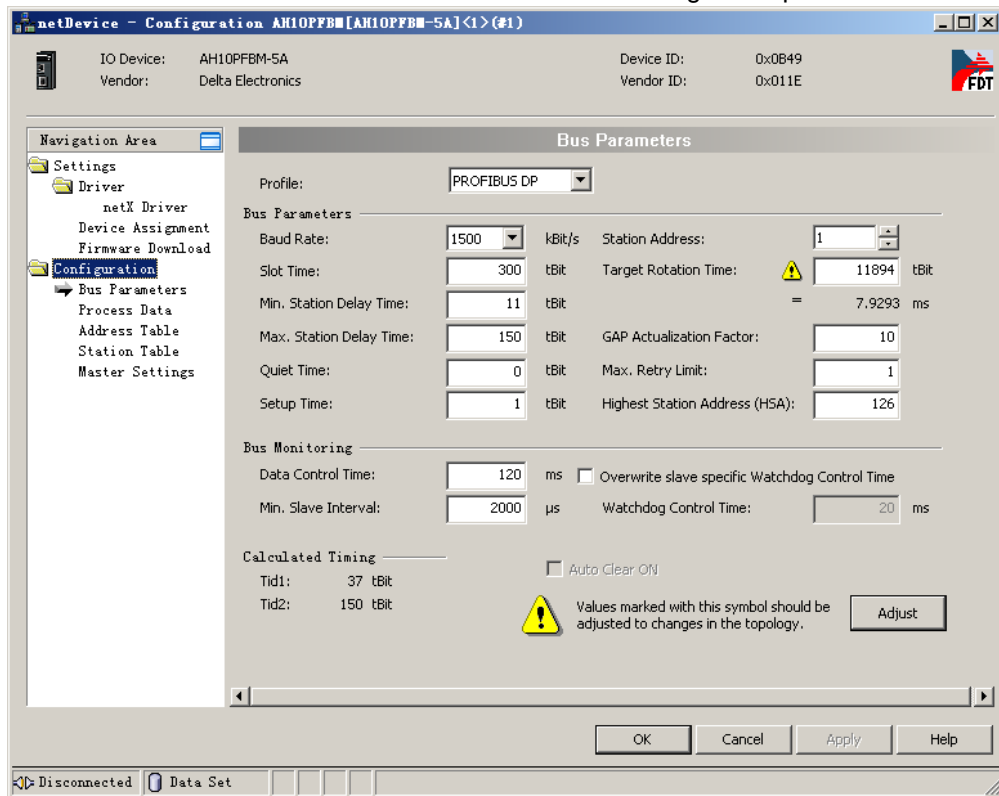 netDevice - Configuration AH10PFBM[AH10PFBM-5A]<1>(#1)
IO Device: AH10PFBM-5A Device ID: 0x0B49
Vendor: Delta Electronics Vendor ID: 0x011E
FDT
Navigation Area
Settings
Driver
netX Driver
Device Assignment
Firmware Download
Configuration
Bus Parameters
Process Data
Address Table
Station Table
Master Settings
Bus Parameters
Profile: PROFIBUS DP
Bus Parameters
Baud Rate: 1500 kBit/s Station Address: 1
Slot Time: 300 tBit Target Rotation Time: 11894 tBit
Min. Station Delay Time: 11 tBit = 7.9293 ms
Max. Station Delay Time: 150 tBit GAP Actualization Factor: 10
Quiet Time: 0 tBit Max. Retry Limit: 1
Setup Time: 1 tBit Highest Station Address (HSA): 126
Bus Monitoring
Data Control Time: 120 ms Overwrite slave specific Watchdog Control Time
Min. Slave Interval: 2000 µs Watchdog Control Time: 20 ms
Calculated Timing
Auto Clear ON
Tid1: 37 tBit
Tid2: 150 tBit
Values marked with this symbol should be
adjusted to changes in the topology.
Adjust
OK Cancel Apply Help
Disconnected Data Set